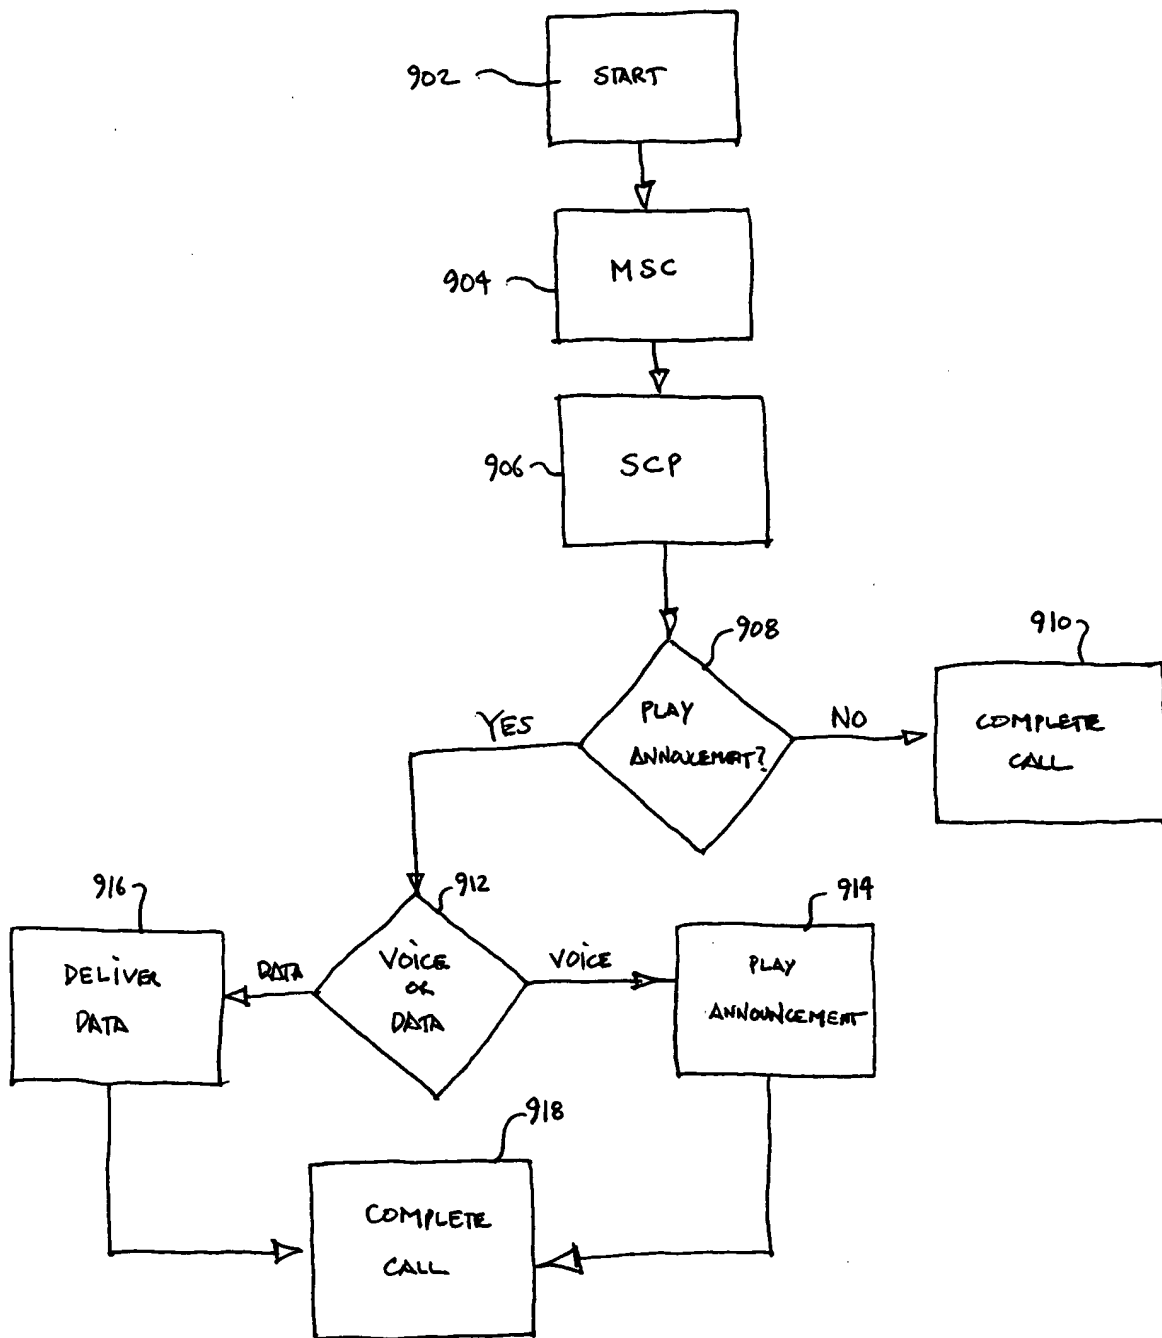 902
START
904
MSC
906
SCP
908
910
PLAY
ANNOUCEMENT?
YES
NO
COMPLETE
CALL
916
912
914
DELIVER
DATA
DATA
VOICE
OR
DATA
VOICE
PLAY
ANNOUNCEMENT
918
COMPLETE
CALL